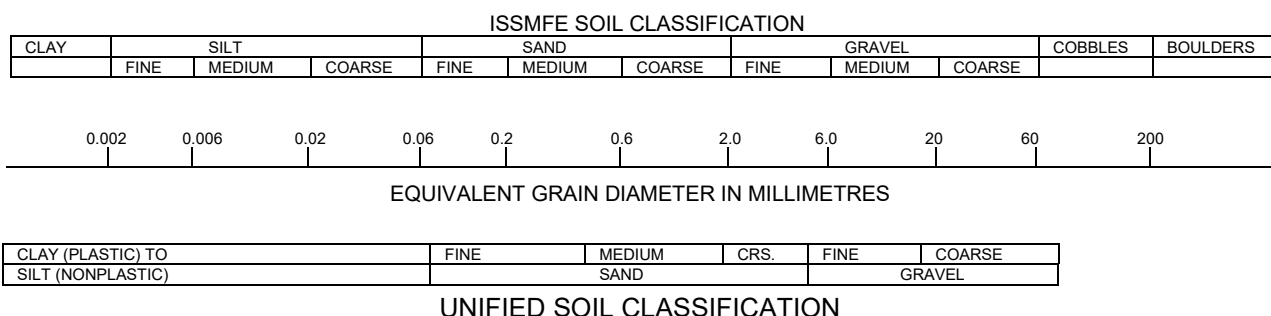 ISSMFE SOIL CLASSIFICATION
CLAY SILT SAND GRAVEL COBBLES BOULDERS
FINE MEDIUM COARSE FINE MEDIUM COARSE FINE MEDIUM COARSE
0.002 0.006 0.02 0.06 0.2 0.6 2.0 6.0 20 60 200
EQUIVALENT GRAIN DIAMETER IN MILLIMETRES
CLAY (PLASTIC) TO FINE MEDIUM CRS. FINE COARSE
SILT (NONPLASTIC) SAND GRAVEL
UNIFIED SOIL CLASSIFICATION